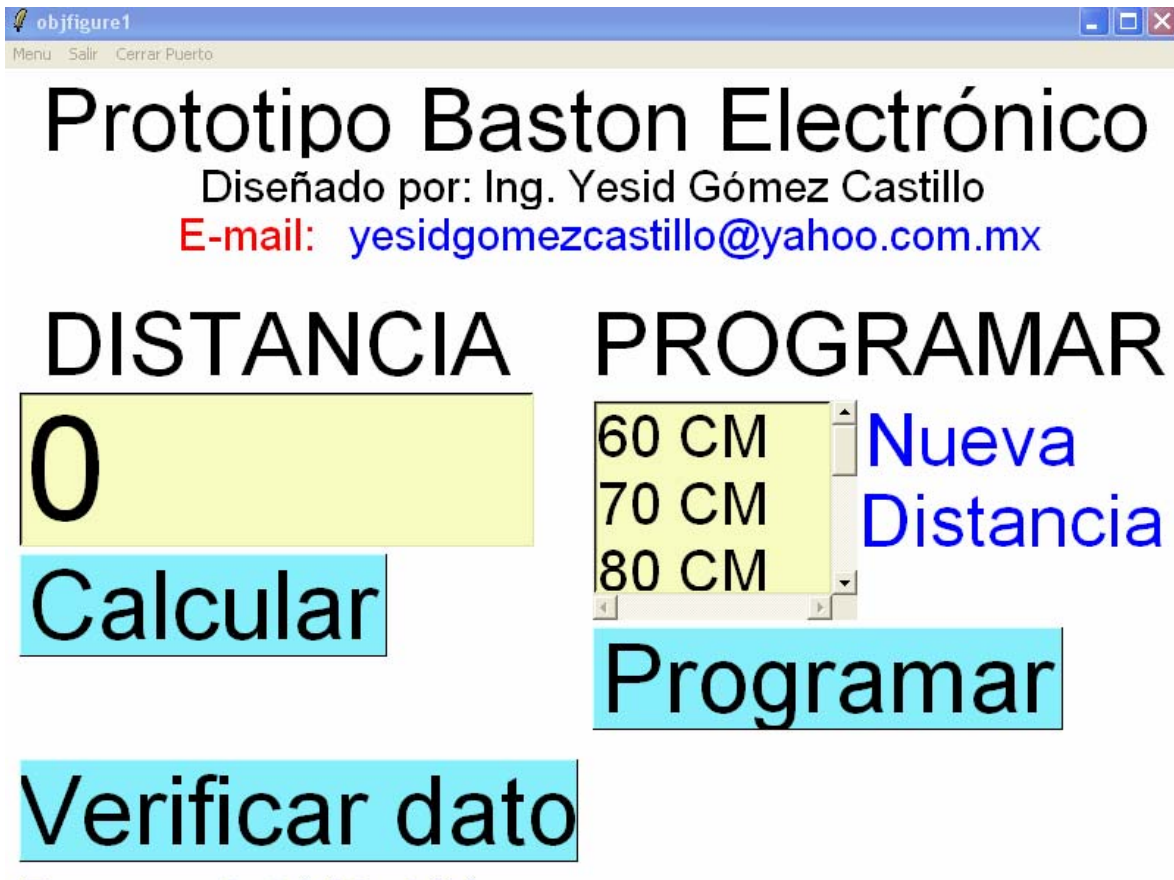 objfigure1
Menu Salir Cerrar Puerto
Prototipo Baston Electrónico
Diseñado por: Ing. Yesid Gómez Castillo
E-mail: yesidgomezcastillo@yahoo.com.mx
DISTANCIA
0
Calcular
PROGRAMAR
60 CM
70 CM
80 CM
Nueva
Distancia
Programar
Verificar dato